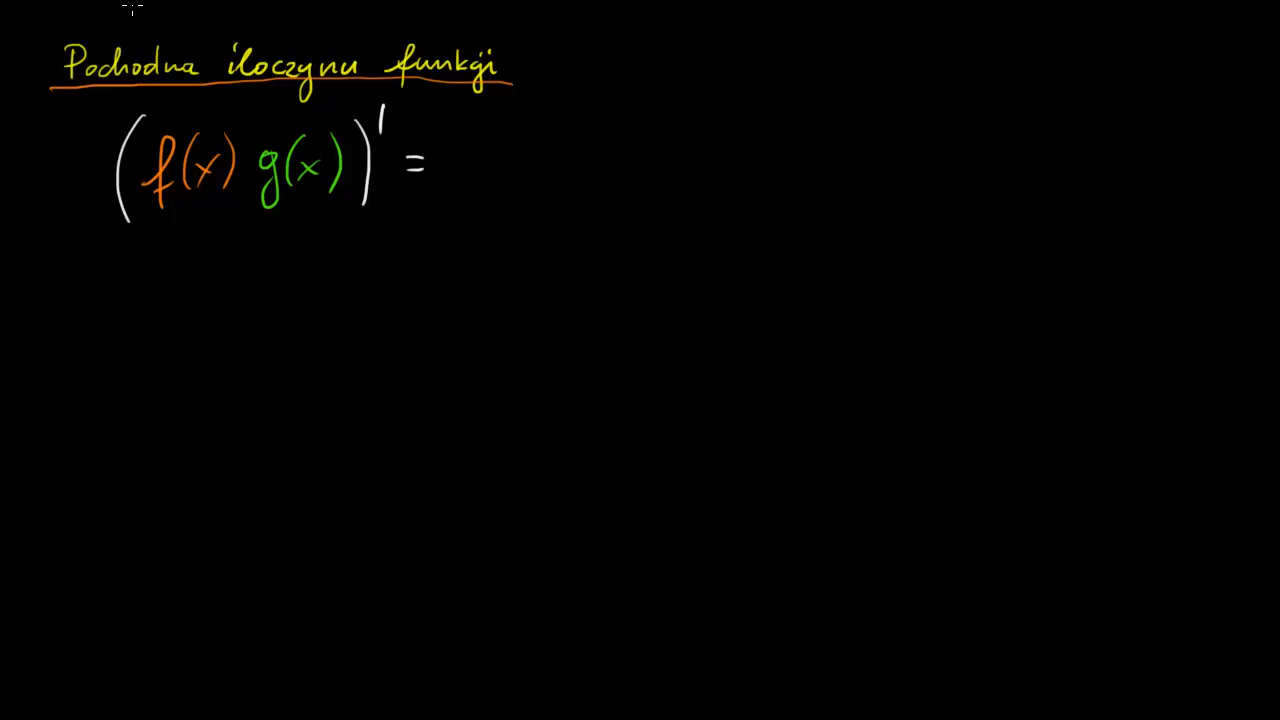 Pochodna iloczynu funkcji
(f(x) g(x))' =